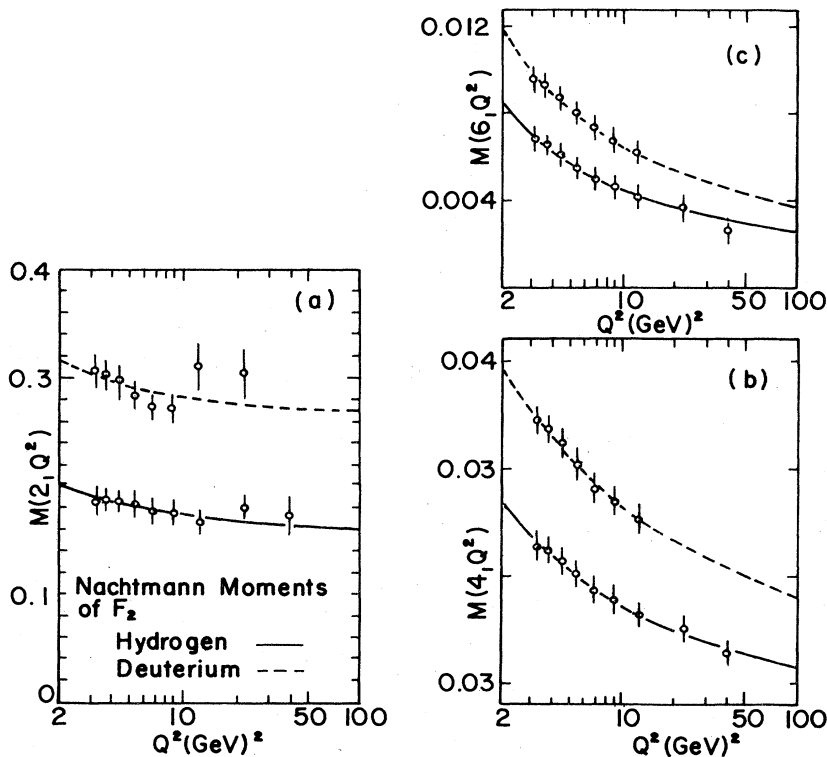 0.012
(c)
M(6,Q²)
0.004
2 10 50 100
Q²(GeV)²
0.4
(a)
0.3
M(2,Q²)
0.1
0
Nachtmann Moments
of F₂
Hydrogen
Deuterium
2 10 50 100
Q²(GeV)²
0.04
(b)
0.03
M(4,Q²)
0.03
2 10 50 100
Q²(GeV)²